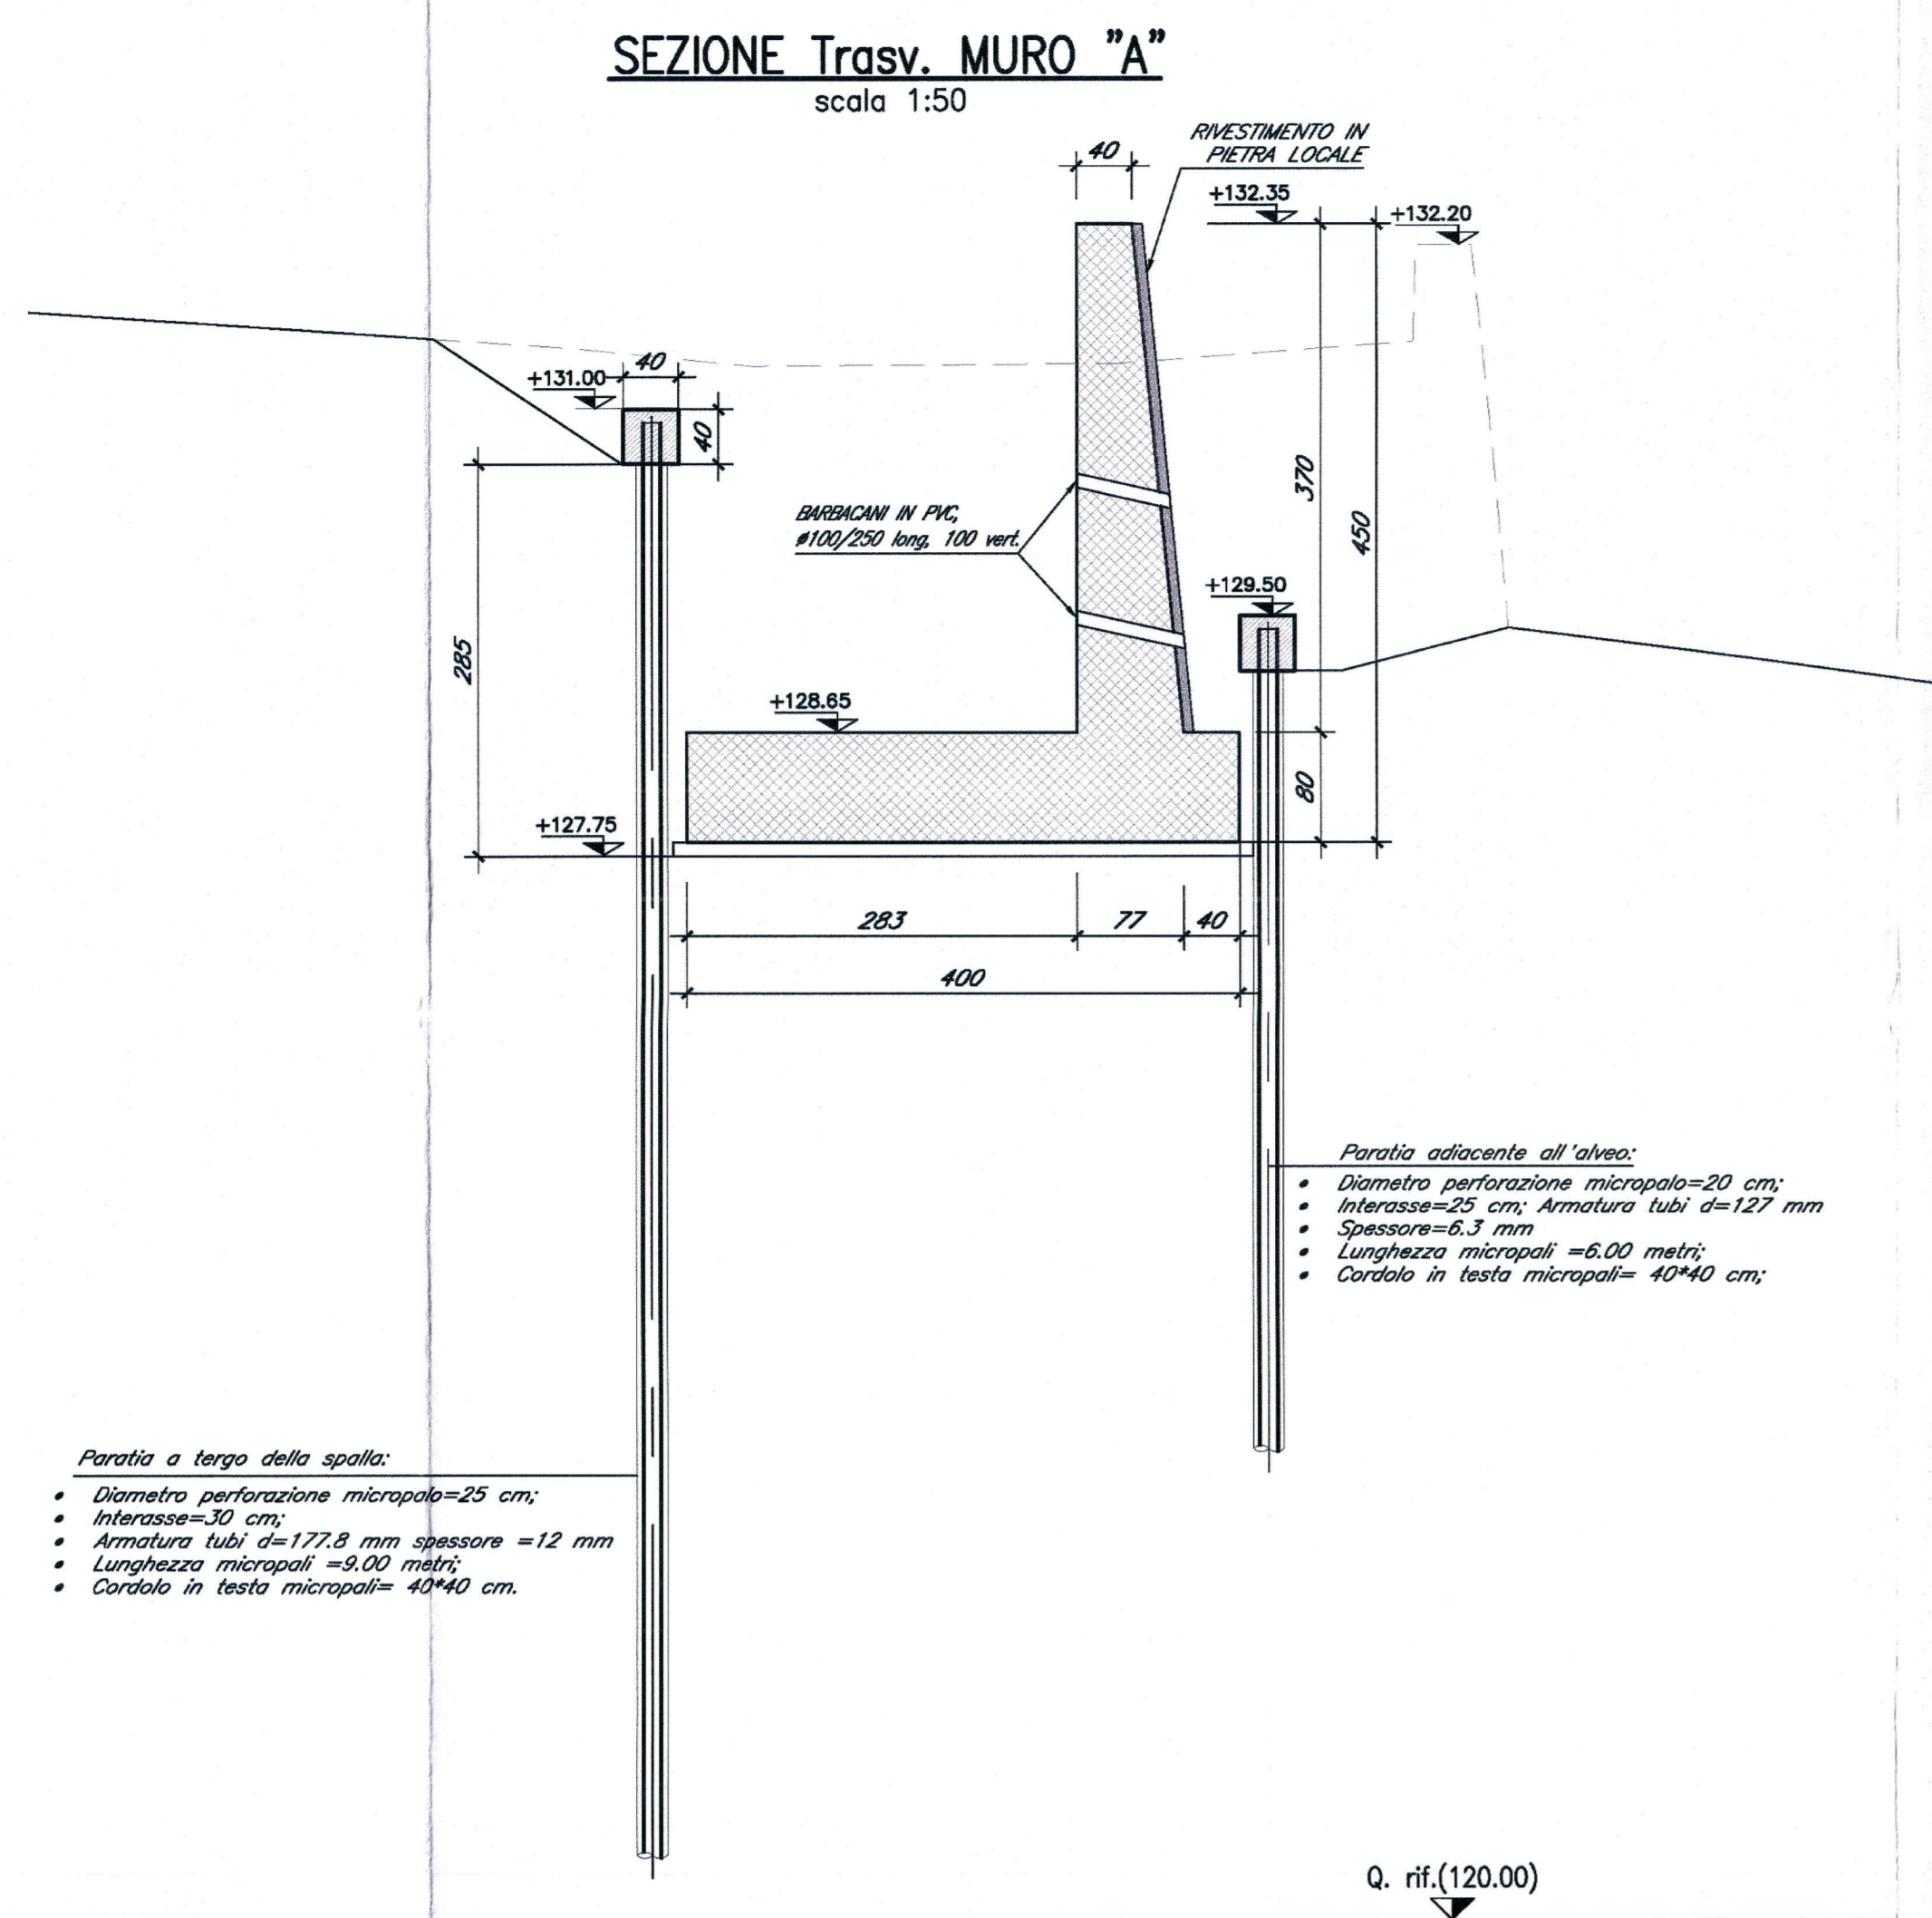 SEZIONE Trasv. MURO "A"
scala 1:50
RIVESTIMENTO IN
PIETRA LOCALE
40
+132.35
+132.20
40
+131.00
40
370
450
BARBACANI IN PVC,
ø100/250 long, 100 vert.
+129.50
285
+128.65
80
+127.75
283
77
40
400
Paratia adiacente all'alveo:
• Diametro perforazione micropalo=20 cm;
• Interasse=25 cm; Armatura tubi d=127 mm
• Spessore=6.3 mm
• Lunghezza micropali =6.00 metri;
• Cordolo in testa micropali= 40*40 cm;
Paratia a tergo della spalla:
• Diametro perforazione micropalo=25 cm;
• Interasse=30 cm;
• Armatura tubi d=177.8 mm spessore =12 mm
• Lunghezza micropali =9.00 metri;
• Cordolo in testa micropali= 40*40 cm.
Q. rif.(120.00)